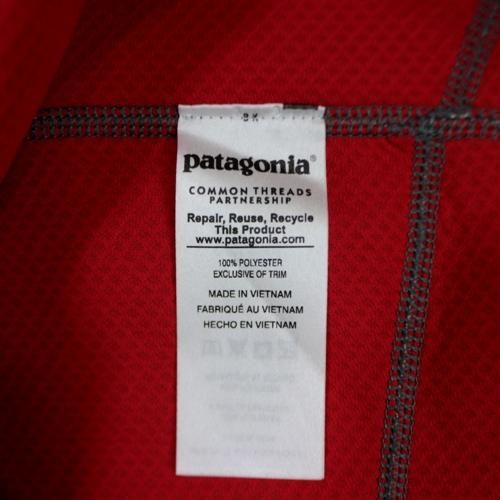 patagonia®
COMMON THREADS
PARTNERSHIP
Repair, Reuse, Recycle
This Product
www.patagonia.com
100% POLYESTER
EXCLUSIVE OF TRIM
MADE IN VIETNAM
FABRIQUÉ AU VIETNAM
HECHO EN VIETNAM